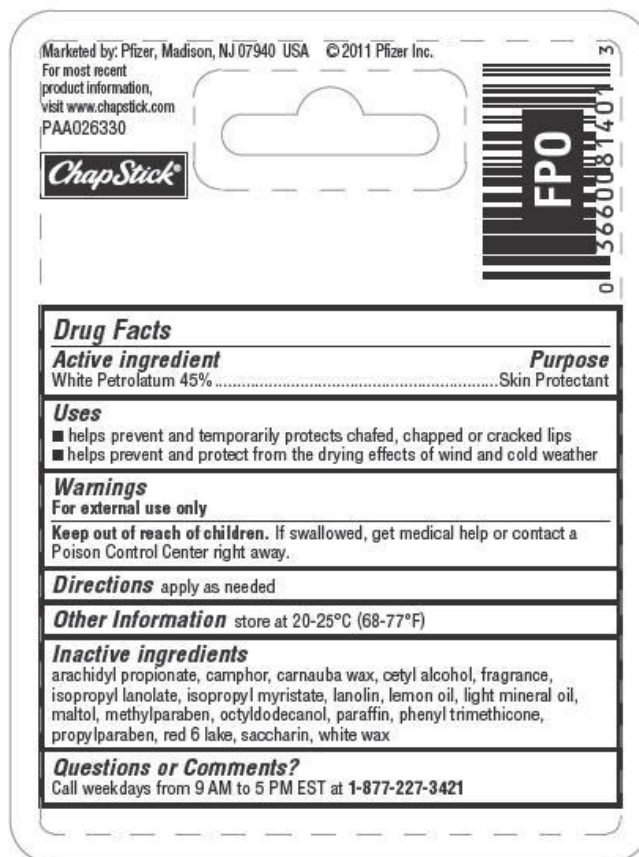 Marketed by: Pfizer, Madison, NJ 07940 USA © 2011 Pfizer Inc.
For most recent
product information,
visit www.chapstick.com
PAA026330
ChapStick®
FPO
0 36600 81401 3
Drug Facts
Active ingredient Purpose
White Petrolatum 45%..............................................................Skin Protectant
Uses
■ helps prevent and temporarily protects chafed, chapped or cracked lips
■ helps prevent and protect from the drying effects of wind and cold weather
Warnings
For external use only
Keep out of reach of children. If swallowed, get medical help or contact a
Poison Control Center right away.
Directions apply as needed
Other Information store at 20-25°C (68-77°F)
Inactive ingredients
arachidyl propionate, camphor, carnauba wax, cetyl alcohol, fragrance,
isopropyl lanolate, isopropyl myristate, lanolin, lemon oil, light mineral oil,
maltol, methylparaben, octyldodecanol, paraffin, phenyl trimethicone,
propylparaben, red 6 lake, saccharin, white wax
Questions or Comments?
Call weekdays from 9 AM to 5 PM EST at 1-877-227-3421